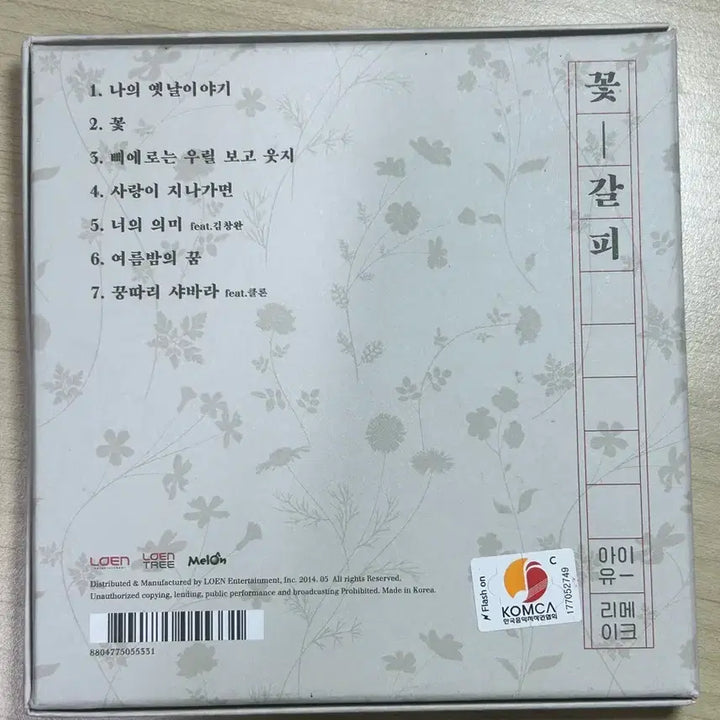 1. 나의 옛날이야기
2. 꽃
3. 삐에로는 우릴 보고 웃지
4. 사랑이 지나가면
5. 너의 의미 feat.김창완
6. 여름밤의 꿈
7. 꿍따리 샤바라 feat.클론
꽃
—
갈
피
아이
유—
리메
이크
LOEN
LOEN
TREE
Melon
Distributed & Manufactured by LOEN Entertainment, Inc. 2014. 05 All rights Reserved.
Unauthorized copying, lending, public performance and broadcasting Prohibited. Made in Korea.
8804775055531
Flash on
C
177052749
KOMCA
한국음악저작권협회